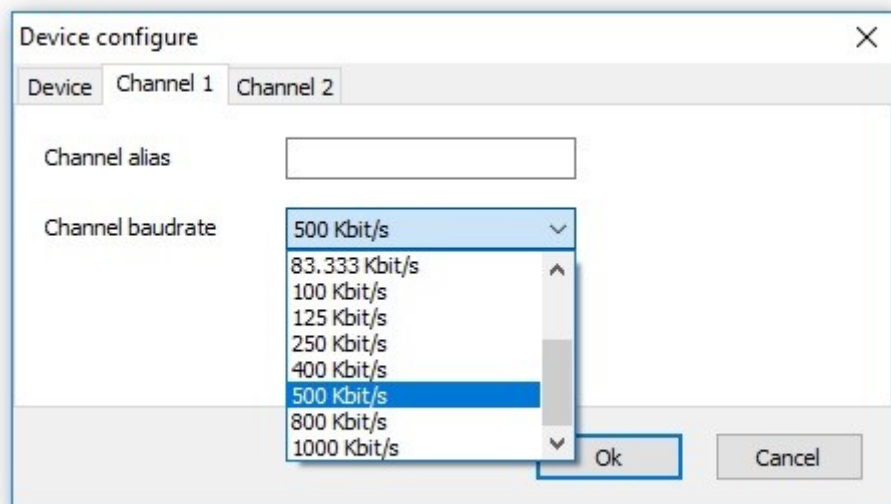 Device configure
Device Channel 1 Channel 2
Channel alias
Channel baudrate 500 Kbit/s
83.333 Kbit/s
100 Kbit/s
125 Kbit/s
250 Kbit/s
400 Kbit/s
500 Kbit/s
800 Kbit/s
1000 Kbit/s
Ok Cancel